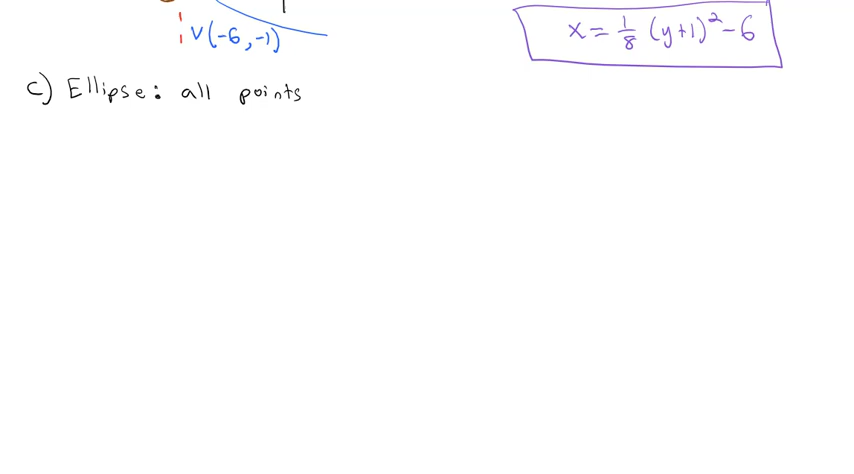 x = 1/8 (y+1)² - 6
V(-6, -1)
c) Ellipse: all points